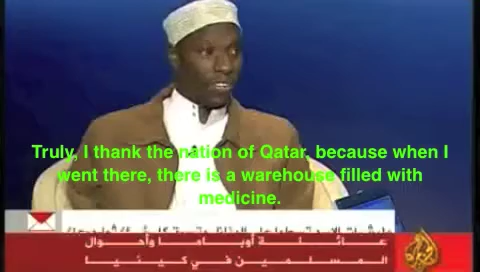 Truly, I thank the nation of Qatar, because when I
went there, there is a warehouse filled with
medicine.
عائلة أوباما وأحوال
المسلمين في كينيا